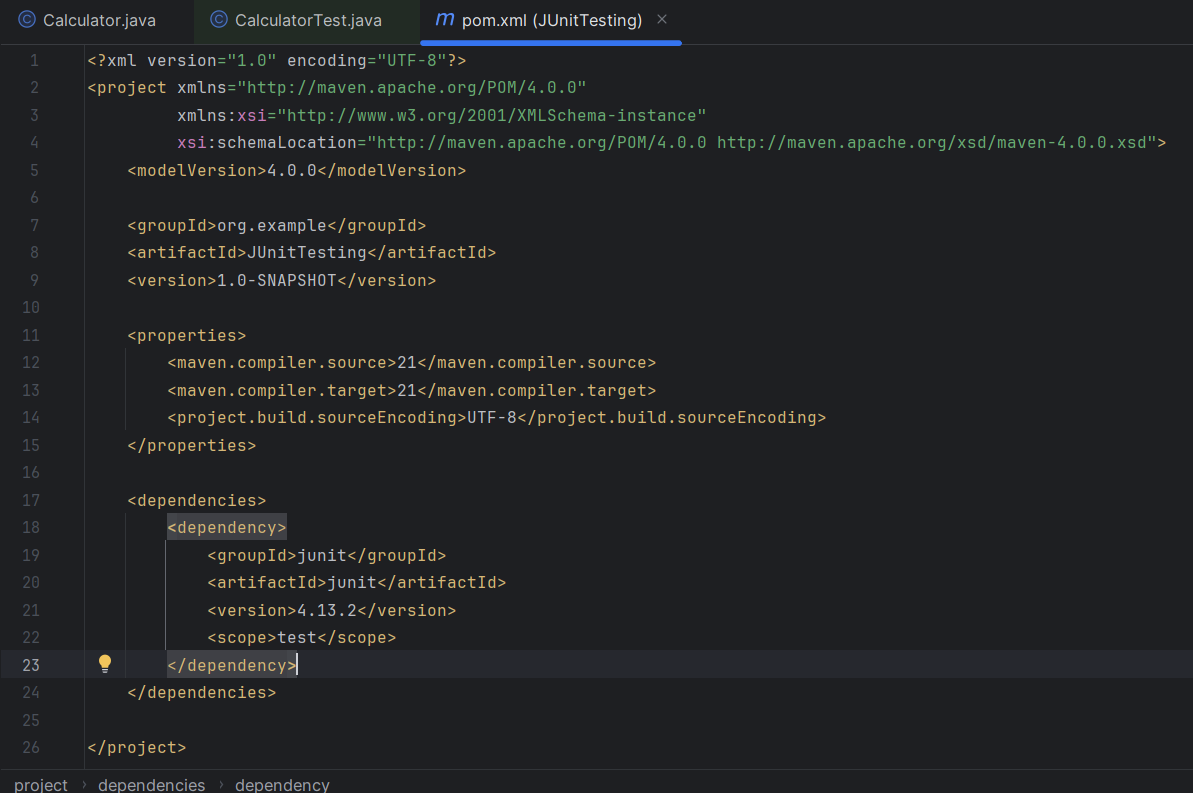 Calculator.java CalculatorTest.java pom.xml (JUnitTesting)
1 <?xml version="1.0" encoding="UTF-8"?>
2 <project xmlns="http://maven.apache.org/POM/4.0.0"
3 xmlns:xsi="http://www.w3.org/2001/XMLSchema-instance"
4 xsi:schemaLocation="http://maven.apache.org/POM/4.0.0 http://maven.apache.org/xsd/maven-4.0.0.xsd">
5 <modelVersion>4.0.0</modelVersion>
6
7 <groupId>org.example</groupId>
8 <artifactId>JUnitTesting</artifactId>
9 <version>1.0-SNAPSHOT</version>
10
11 <properties>
12 <maven.compiler.source>21</maven.compiler.source>
13 <maven.compiler.target>21</maven.compiler.target>
14 <project.build.sourceEncoding>UTF-8</project.build.sourceEncoding>
15 </properties>
16
17 <dependencies>
18 <dependency>
19 <groupId>junit</groupId>
20 <artifactId>junit</artifactId>
21 <version>4.13.2</version>
22 <scope>test</scope>
23 </dependency>
24 </dependencies>
25
26 </project>
project › dependencies › dependency